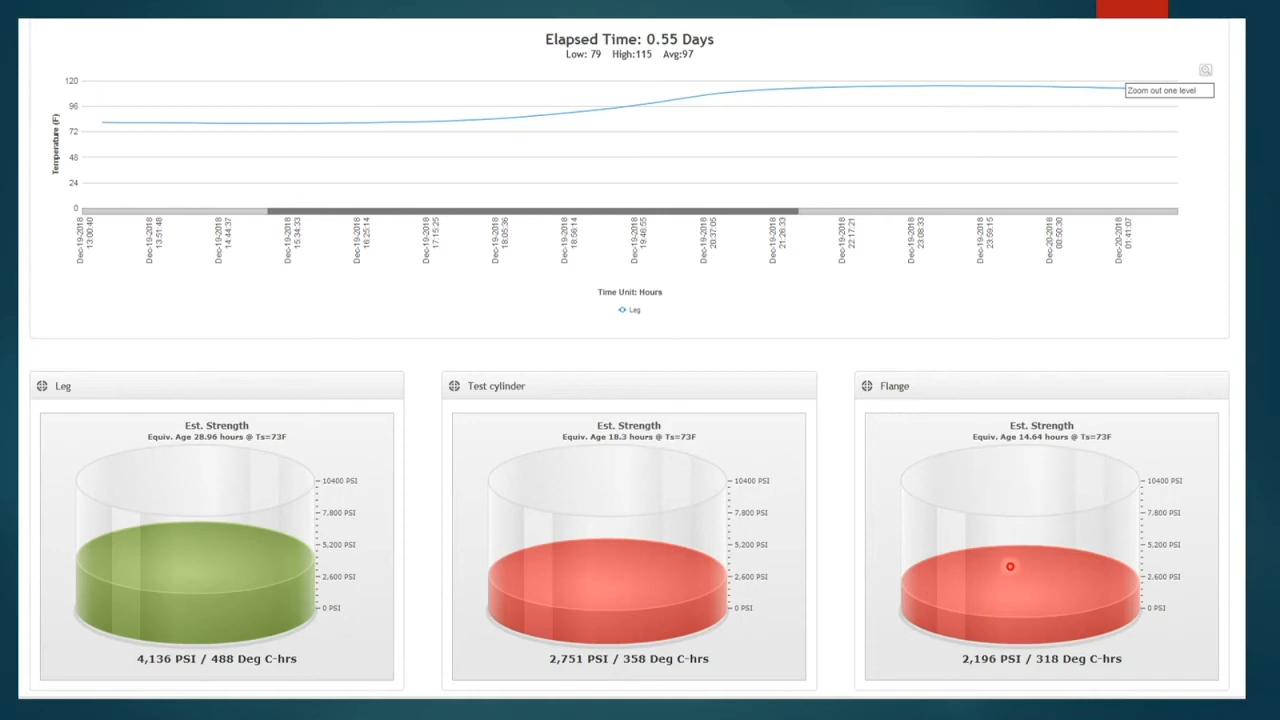 Elapsed Time: 0.55 Days
Low: 79 High:115 Avg:97
Zoom out one level
Temperature (F)
120
96
72
48
24
0
Dec-19-2018 13:00:40
Dec-19-2018 13:51:48
Dec-19-2018 14:44:37
Dec-19-2018 15:34:33
Dec-19-2018 16:25:14
Dec-19-2018 17:15:25
Dec-19-2018 18:05:36
Dec-19-2018 18:56:14
Dec-19-2018 19:46:55
Dec-19-2018 20:37:05
Dec-19-2018 21:26:33
Dec-19-2018 22:17:21
Dec-19-2018 23:08:33
Dec-19-2018 23:59:15
Dec-20-2018 00:50:30
Dec-20-2018 01:41:07
Time Unit: Hours
Leg
Leg
Est. Strength
Equiv. Age 28.96 hours @ Ts=73F
10400 PSI
7,800 PSI
5,200 PSI
2,600 PSI
0 PSI
4,136 PSI / 488 Deg C-hrs
Test cylinder
Est. Strength
Equiv. Age 18.3 hours @ Ts=73F
10400 PSI
7,800 PSI
5,200 PSI
2,600 PSI
0 PSI
2,751 PSI / 358 Deg C-hrs
Flange
Est. Strength
Equiv. Age 14.64 hours @ Ts=73F
10400 PSI
7,800 PSI
5,200 PSI
2,600 PSI
0 PSI
2,196 PSI / 318 Deg C-hrs